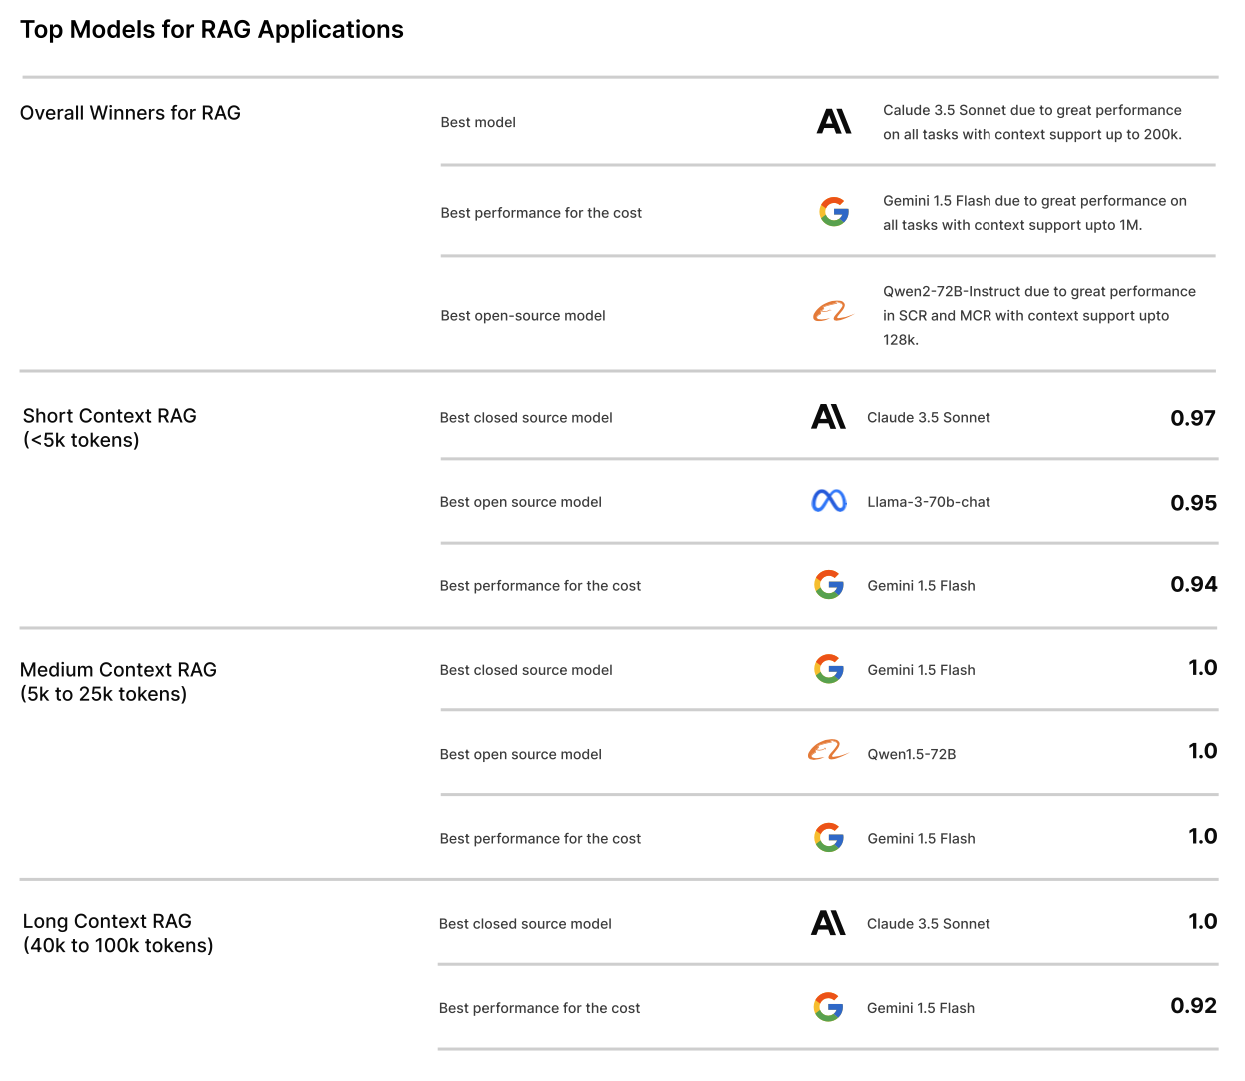 Top Models for RAG Applications
Overall Winners for RAG
Best model
Calude 3.5 Sonnet due to great performance
on all tasks with context support up to 200k.
Best performance for the cost
Gemini 1.5 Flash due to great performance on
all tasks with context support upto 1M.
Best open-source model
Qwen2-72B-Instruct due to great performance
in SCR and MCR with context support upto
128k.
Short Context RAG
(<5k tokens)
Best closed source model
Claude 3.5 Sonnet
0.97
Best open source model
Llama-3-70b-chat
0.95
Best performance for the cost
Gemini 1.5 Flash
0.94
Medium Context RAG
(5k to 25k tokens)
Best closed source model
Gemini 1.5 Flash
1.0
Best open source model
Qwen1.5-72B
1.0
Best performance for the cost
Gemini 1.5 Flash
1.0
Long Context RAG
(40k to 100k tokens)
Best closed source model
Claude 3.5 Sonnet
1.0
Best performance for the cost
Gemini 1.5 Flash
0.92